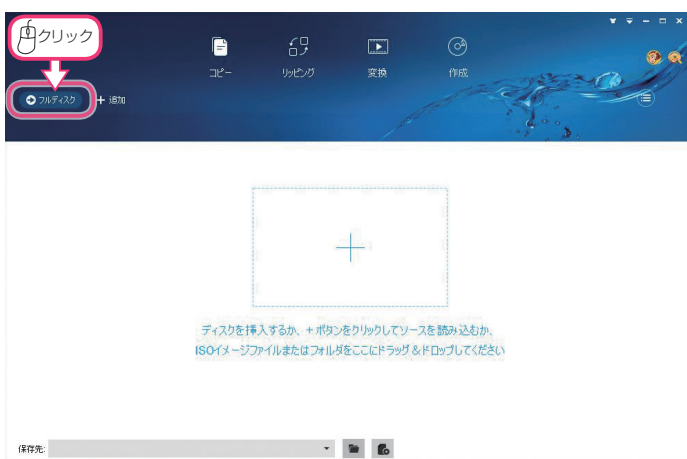 クリック
コピー
リッピング
変換
作成
フルディスク
+ 追加
ディスクを挿入するか、+ボタンをクリックしてソースを読み込むか、
ISOイメージファイルまたはフォルダをここにドラッグ&ドロップしてください
保存先: